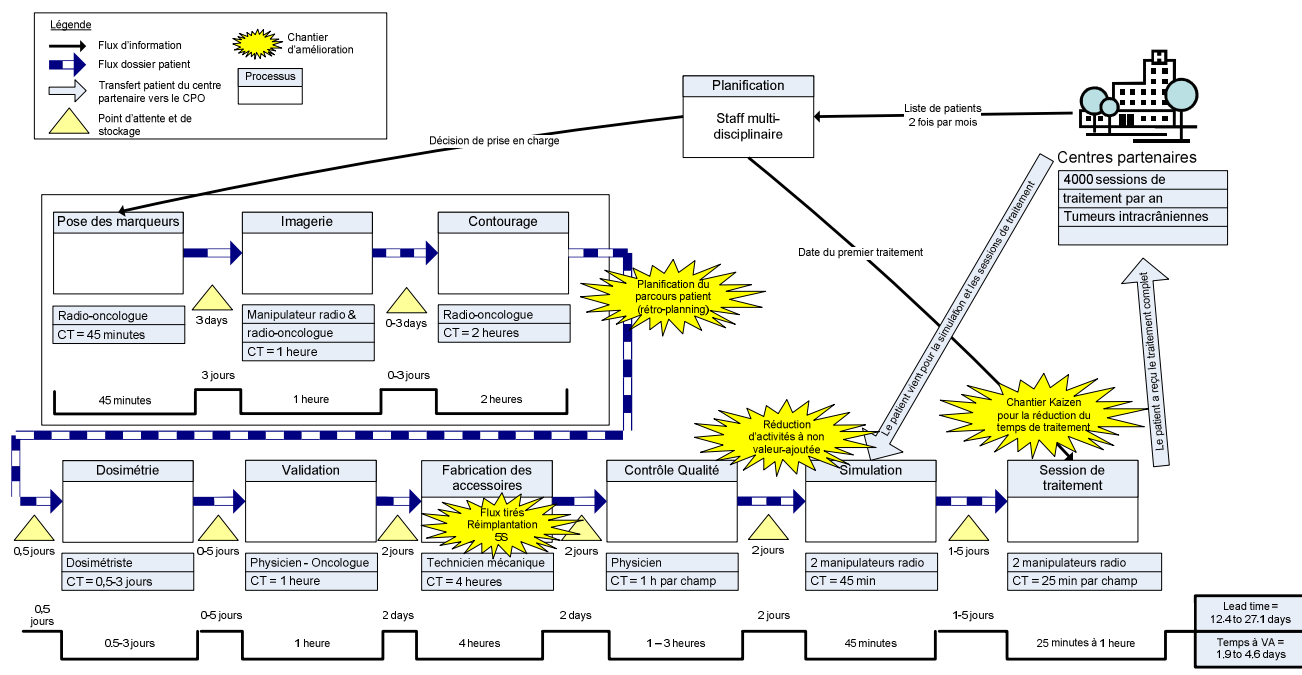 Légende
Flux d'information
Flux dossier patient
Transfert patient du centre
partenaire vers le CPO
Point d'attente et de
stockage
Chantier
d'amélioration
Processus
Planification
Staff multi-
disciplinaire
Liste de patients
2 fois par mois
Centres partenaires
4000 sessions de
traitement par an
Tumeurs intracrâniennes
Décision de prise en charge
Date du premier traitement
Le patient vient pour la simulation et les sessions de traitement
Le patient a reçu le traitement complet
Pose des marqueurs
Imagerie
Contourage
3 days
0-3 days
Radio-oncologue
CT = 45 minutes
Manipulateur radio &
radio-oncologue
CT = 1 heure
Radio-oncologue
CT = 2 heures
3 jours
0-3 jours
45 minutes
1 heure
2 heures
Planification du
parcours patient
(rétro-planning)
Réduction
d'activités à non
valeur-ajoutée
Chantier Kaizen
pour la réduction du
temps de traitement
Dosimétrie
Validation
Fabrication des
accessoires
Contrôle Qualité
Simulation
Session de
traitement
Flux tirés
Réimplantation
5S
0,5 jours
0-5 jours
2 jours
2 jours
2 jours
1-5 jours
Dosimétriste
CT = 0,5-3 jours
Physicien - Oncologue
CT = 1 heure
Technicien mécanique
CT = 4 heures
Physicien
CT = 1 h par champ
2 manipulateurs radio
CT = 45 min
2 manipulateurs radio
CT = 25 min par champ
0,5
jours
0-5 jours
2 days
2 days
2 jours
1-5 jours
0.5-3 jours
1 heure
4 heures
1 – 3 heures
45 minutes
25 minutes à 1 heure
Lead time =
12.4 to 27.1 days
Temps à VA =
1.9 to 4.6 days